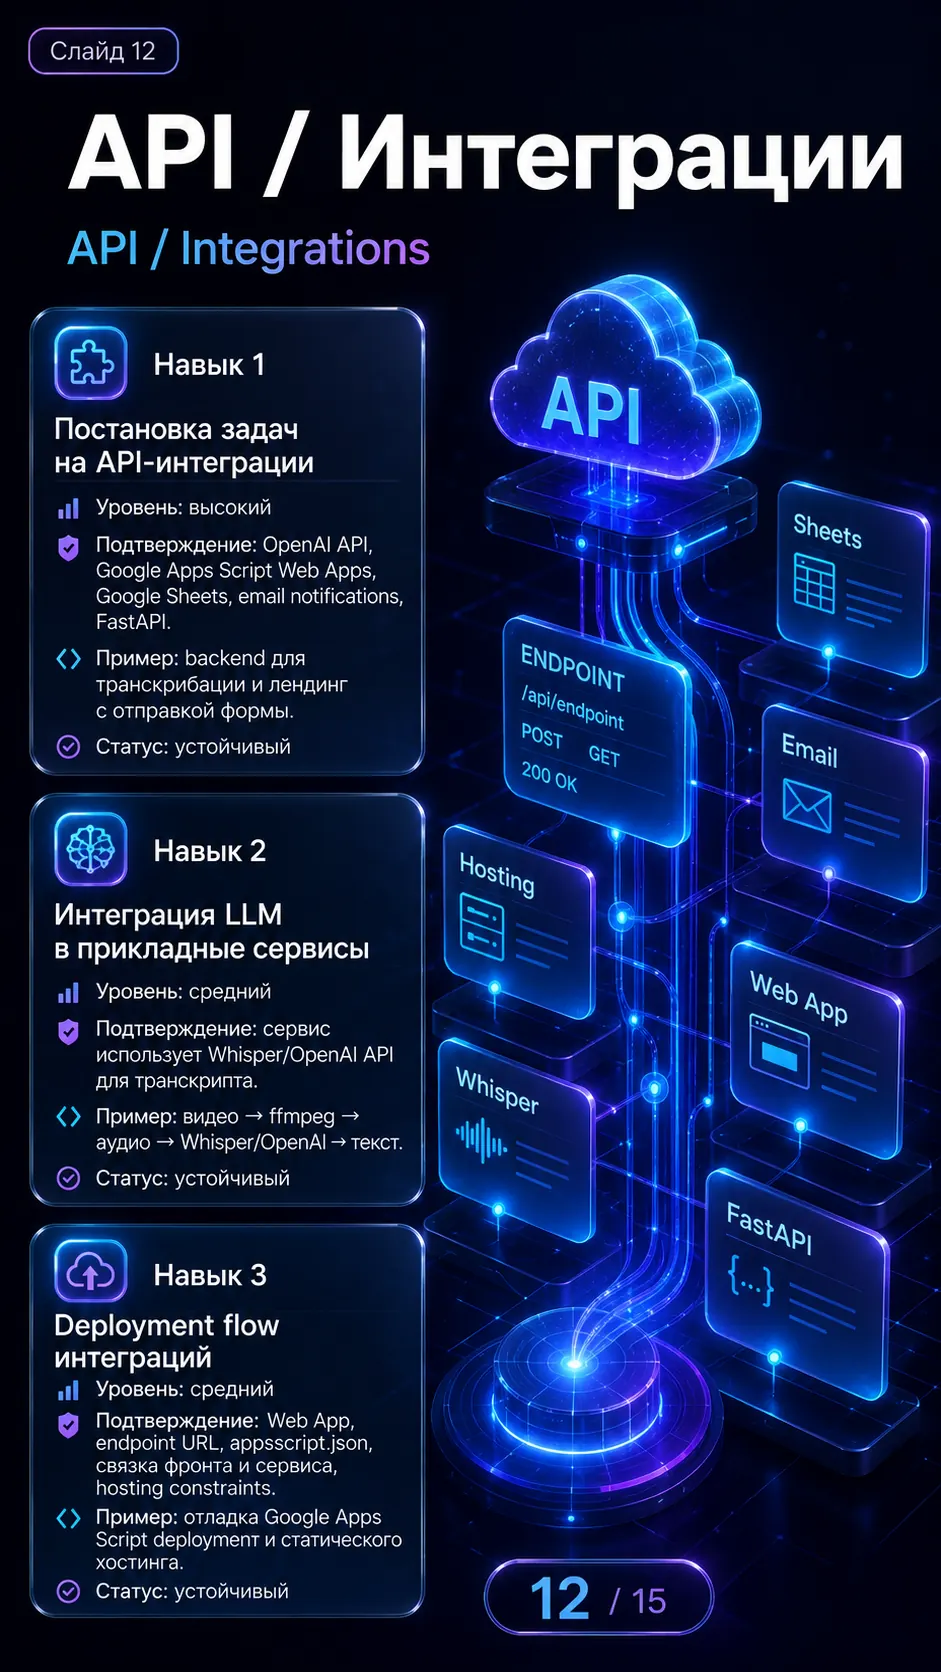 Слайд 12
API / Интеграции
API / Integrations
Навык 1
Постановка задач
на API-интеграции
Уровень: высокий
Подтверждение: OpenAI API,
Google Apps Script Web Apps,
Google Sheets, email notifications,
FastAPI.
Пример: backend для
транскрибации и лендинг
с отправкой формы.
Статус: устойчивый
Навык 2
Интеграция LLM
в прикладные сервисы
Уровень: средний
Подтверждение: сервис
использует Whisper/OpenAI API
для транскрипта.
Пример: видео → ffmpeg →
аудио → Whisper/OpenAI → текст.
Статус: устойчивый
Навык 3
Deployment flow
интеграций
Уровень: средний
Подтверждение: Web App,
endpoint URL, appsscript.json,
связка фронта и сервиса,
hosting constraints.
Пример: отладка Google Apps
Script deployment и статического
хостинга.
Статус: устойчивый
API
Sheets
ENDPOINT
/api/endpoint
POST GET
200 OK
Email
Hosting
Web App
Whisper
FastAPI
{...}
12 / 15